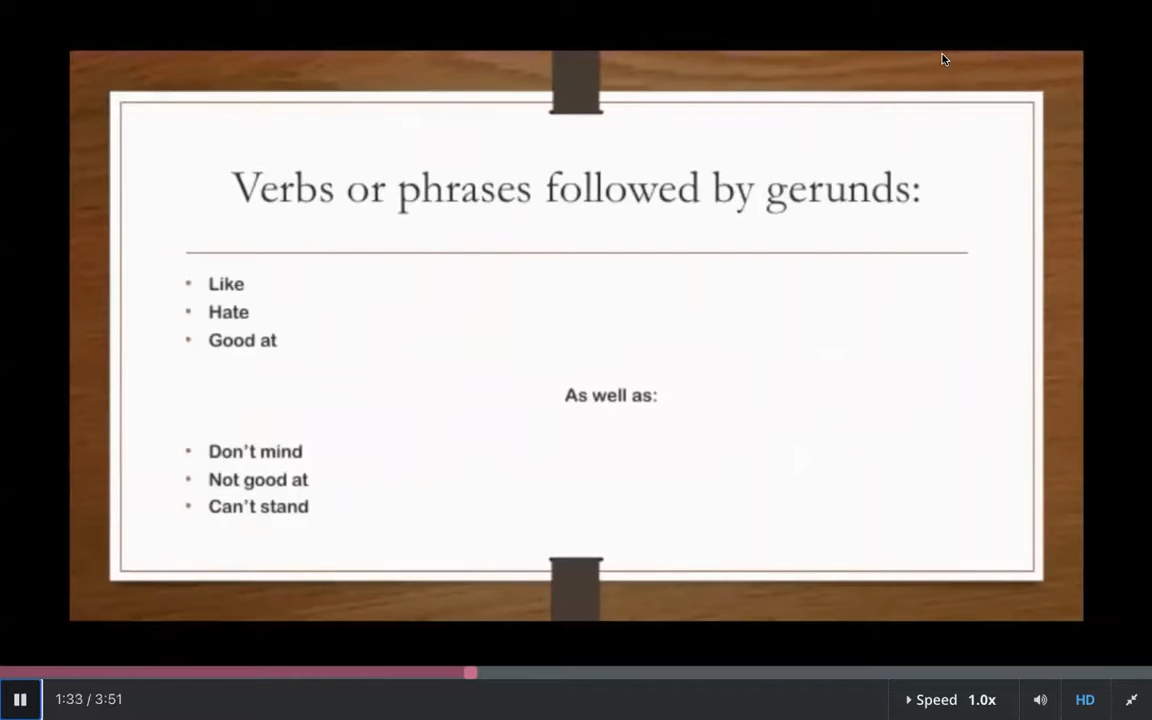 Verbs or phrases followed by gerunds:
• Like
• Hate
• Good at
As well as:
• Don't mind
• Not good at
• Can't stand
1:33 / 3:51
Speed 1.0x
HD